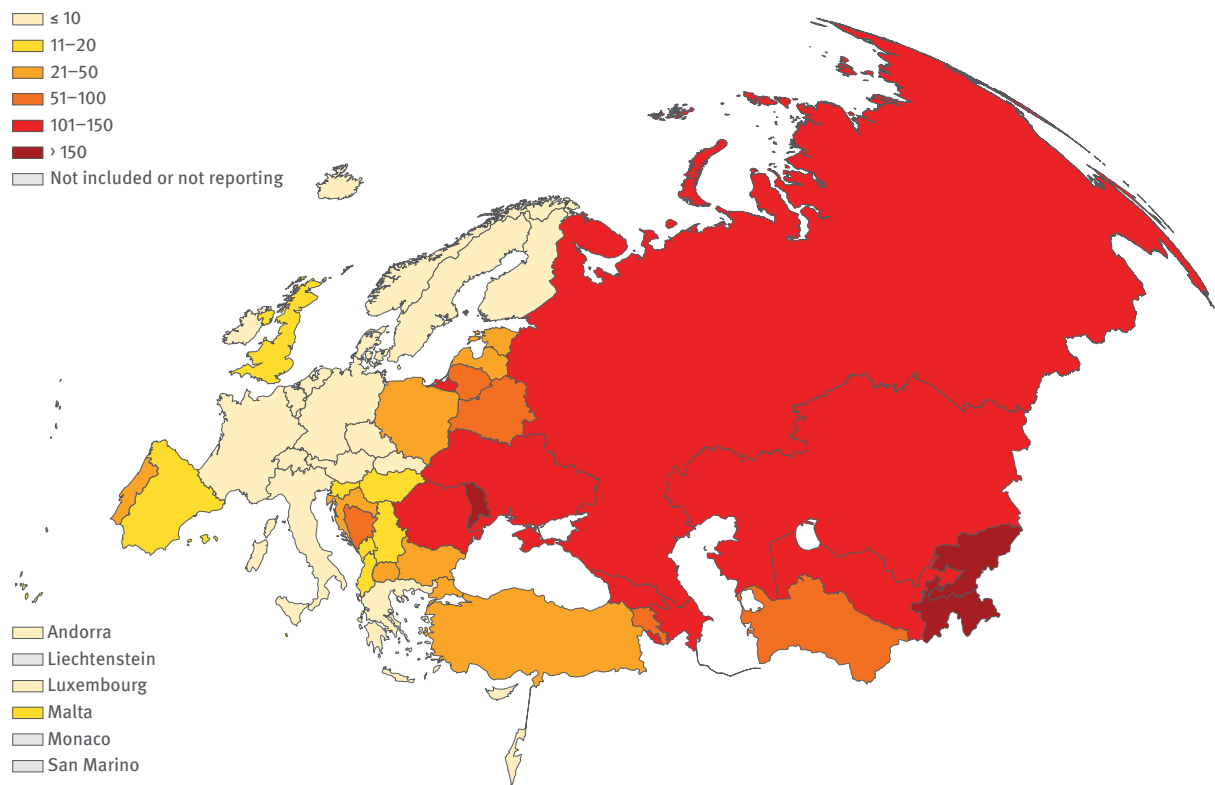 ≤ 10
11–20
21–50
51–100
101–150
› 150
Not included or not reporting
Andorra
Liechtenstein
Luxembourg
Malta
Monaco
San Marino